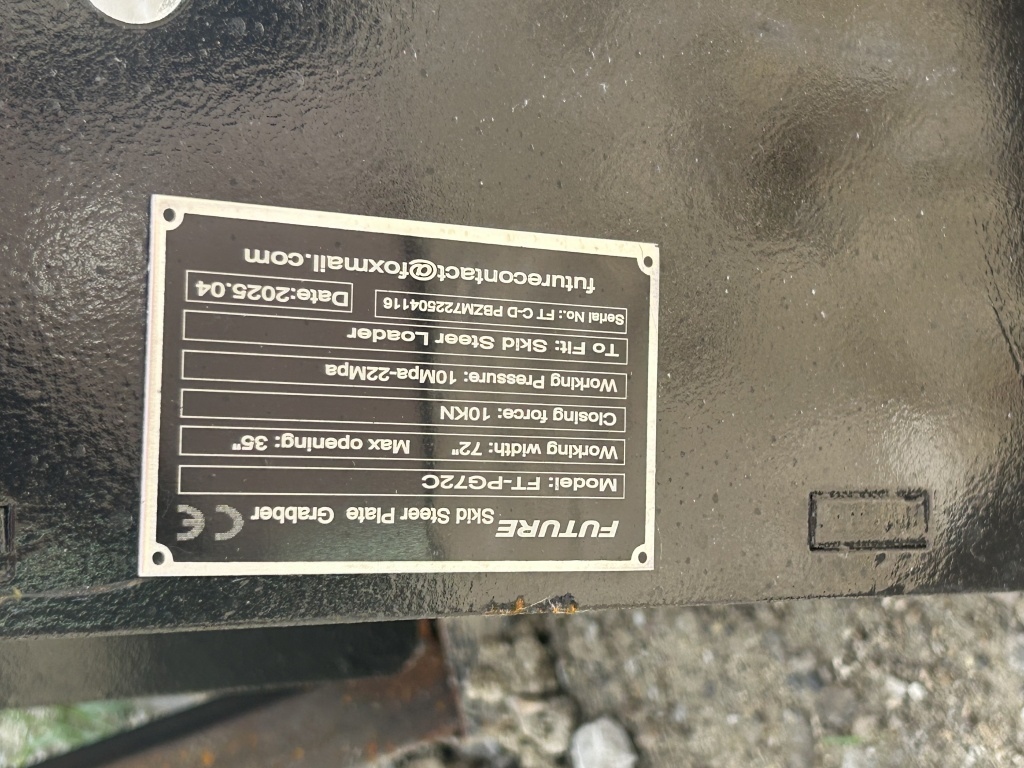 FUTURE Skid Steer Plate Grabber CE
Model: FT-PG72C
Working width: 72" Max opening: 35"
Closing force: 10KN
Working Pressure: 10Mpa-22Mpa
To Fit: Skid Steer Loader
Serial No.: FT C-D PBZM722504116 Date:2025.04
futurecontact@foxmail.com